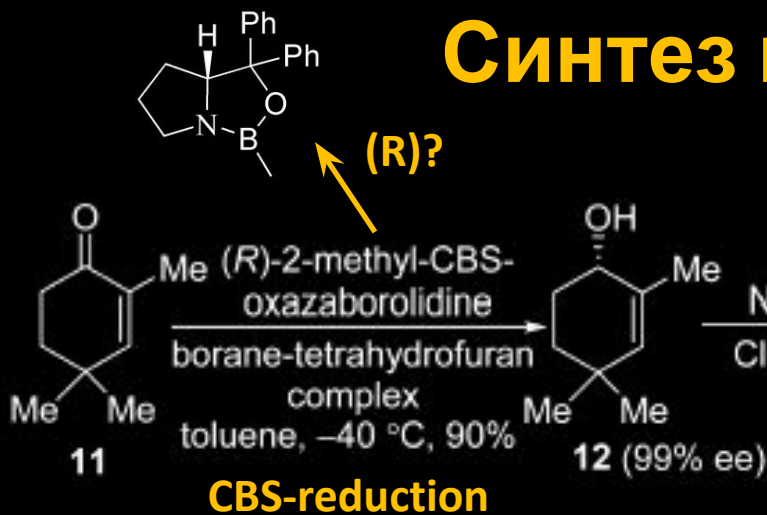 H
Ph
Ph
O
N
B
Синтез
(R)?
O
Me
Me
Me
11
(R)-2-methyl-CBS-
oxazaborolidine
borane-tetrahydrofuran
complex
toluene, –40 °C, 90%
CBS-reduction
OH
Me
Me
Me
12 (99% ee)
N
Cl